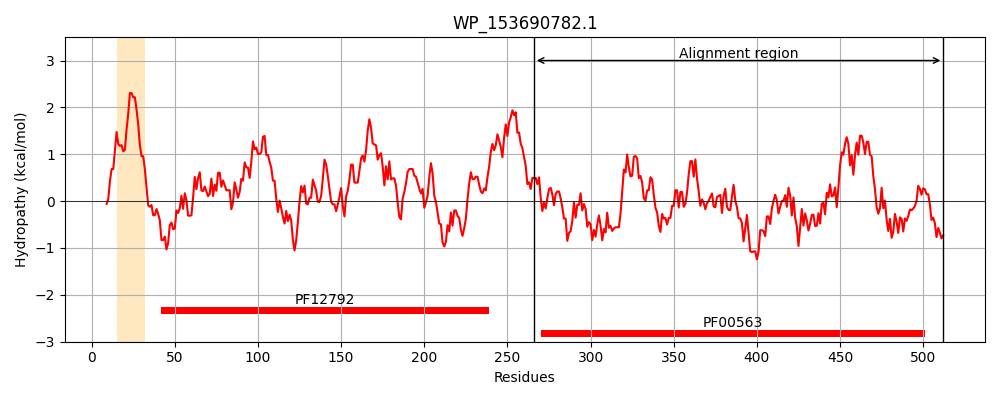 WP_153690782.1
Hydropathy (kcal/mol)
3
2
1
0
−1
−2
−3
Alignment region
PF12792
PF00563
0 50 100 150 200 250 300 350 400 450 500
Residues